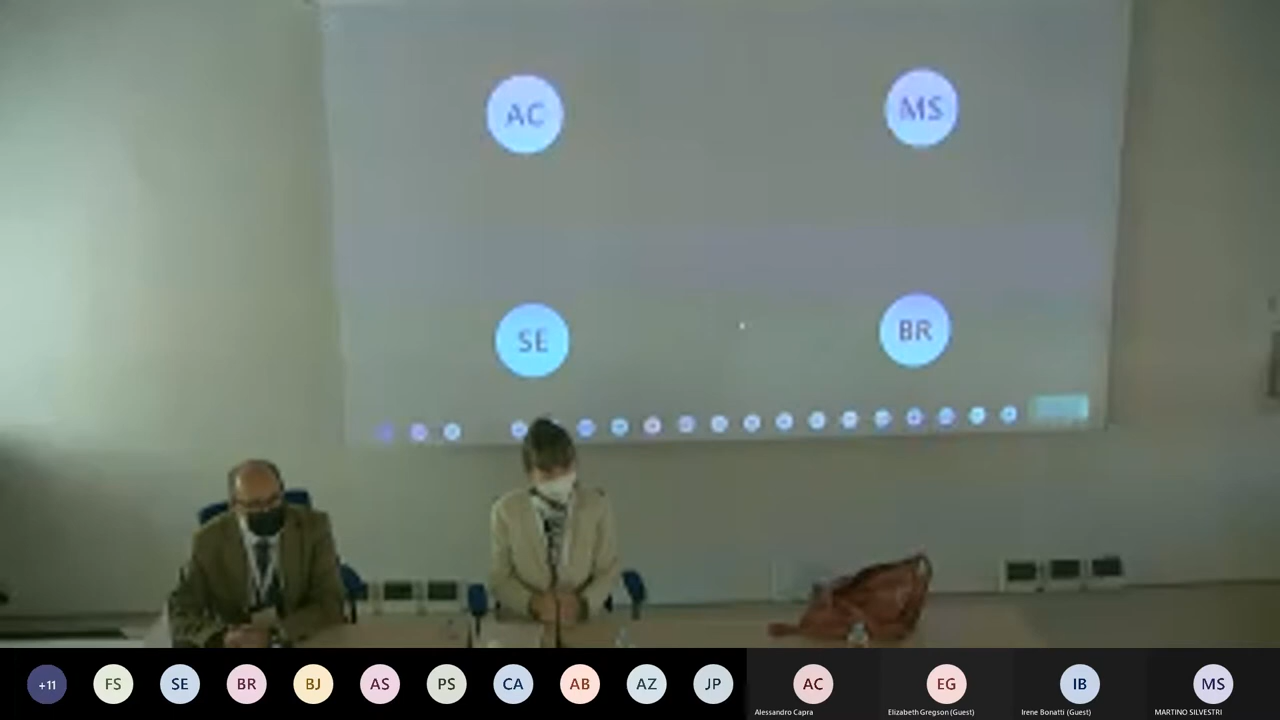 AC
MS
SE
BR
+11
FS
SE
BR
BJ
AS
PS
CA
AB
AZ
JP
AC
EG
IB
MS
Alessandro Capra
Elizabeth Gregson (Guest)
Irene Bonatti (Guest)
MARTINO SILVESTRI